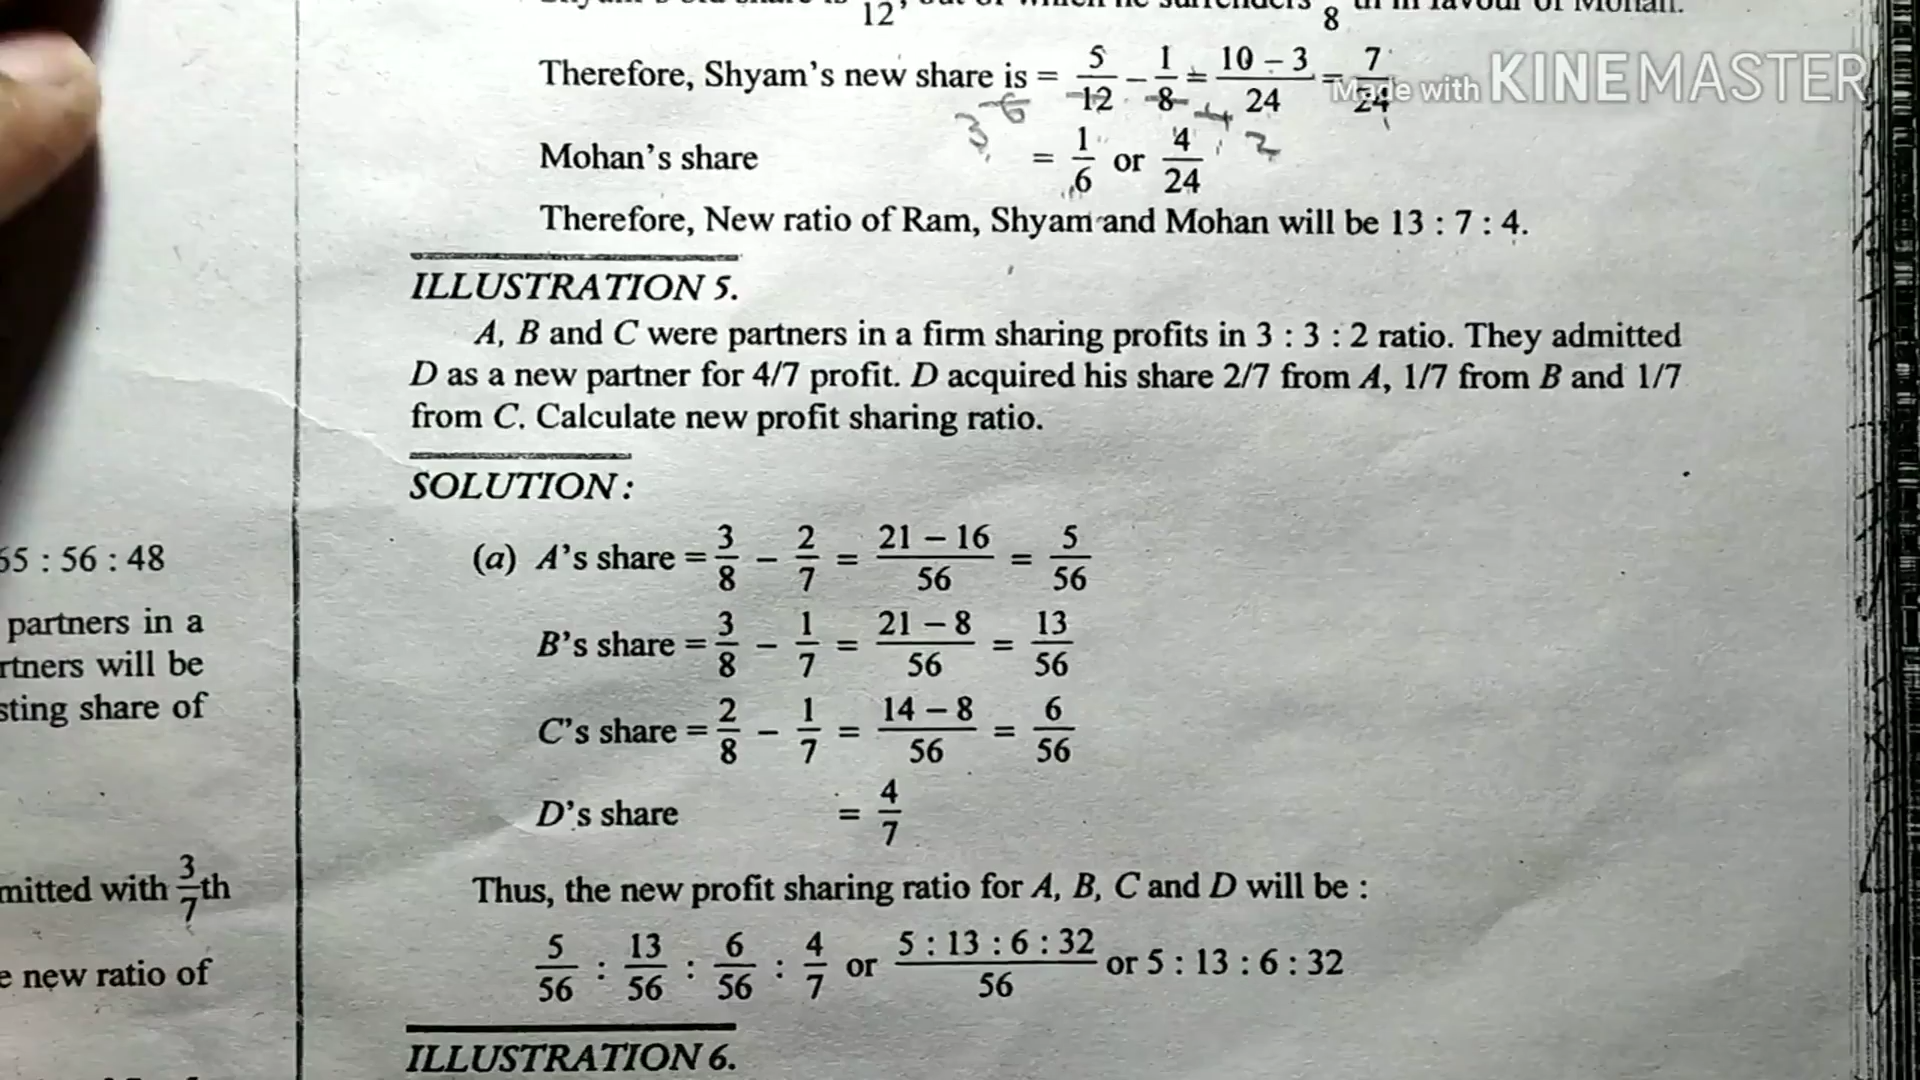 12
8
Therefore, Shyam's new share is = 5/12 – 1/8 = 10 – 3/24 = 7/24
Made with KINEMASTER
3 6 4 2
Mohan's share = 1/6 or 4/24
Therefore, New ratio of Ram, Shyam and Mohan will be 13 : 7 : 4.
ILLUSTRATION 5.
A, B and C were partners in a firm sharing profits in 3 : 3 : 2 ratio. They admitted
D as a new partner for 4/7 profit. D acquired his share 2/7 from A, 1/7 from B and 1/7
from C. Calculate new profit sharing ratio.
SOLUTION :
(a) A's share = 3/8 – 2/7 = 21 – 16/56 = 5/56
B's share = 3/8 – 1/7 = 21 – 8/56 = 13/56
C's share = 2/8 – 1/7 = 14 – 8/56 = 6/56
D's share = 4/7
Thus, the new profit sharing ratio for A, B, C and D will be :
5/56 : 13/56 : 6/56 : 4/7 or 5 : 13 : 6 : 32/56 or 5 : 13 : 6 : 32
ILLUSTRATION 6.
: 56 : 48
partners in a
will be
share of
with 3/7 th
new ratio of